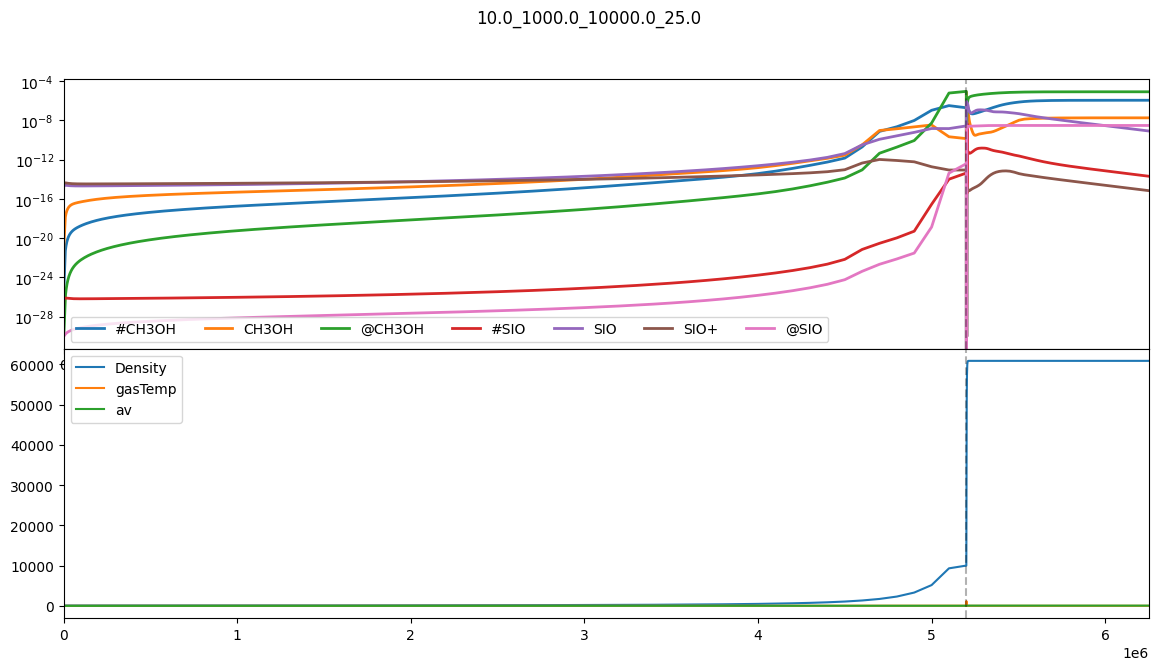 10.0_1000.0_10000.0_25.0
10⁻⁴
10⁻⁸
10⁻¹²
10⁻¹⁶
10⁻²⁰
10⁻²⁴
10⁻²⁸
#CH3OH CH3OH @CH3OH #SIO SIO SIO+ @SIO
60000
50000
40000
30000
20000
10000
0
Density
gasTemp
av
0 1 2 3 4 5 6
1e6